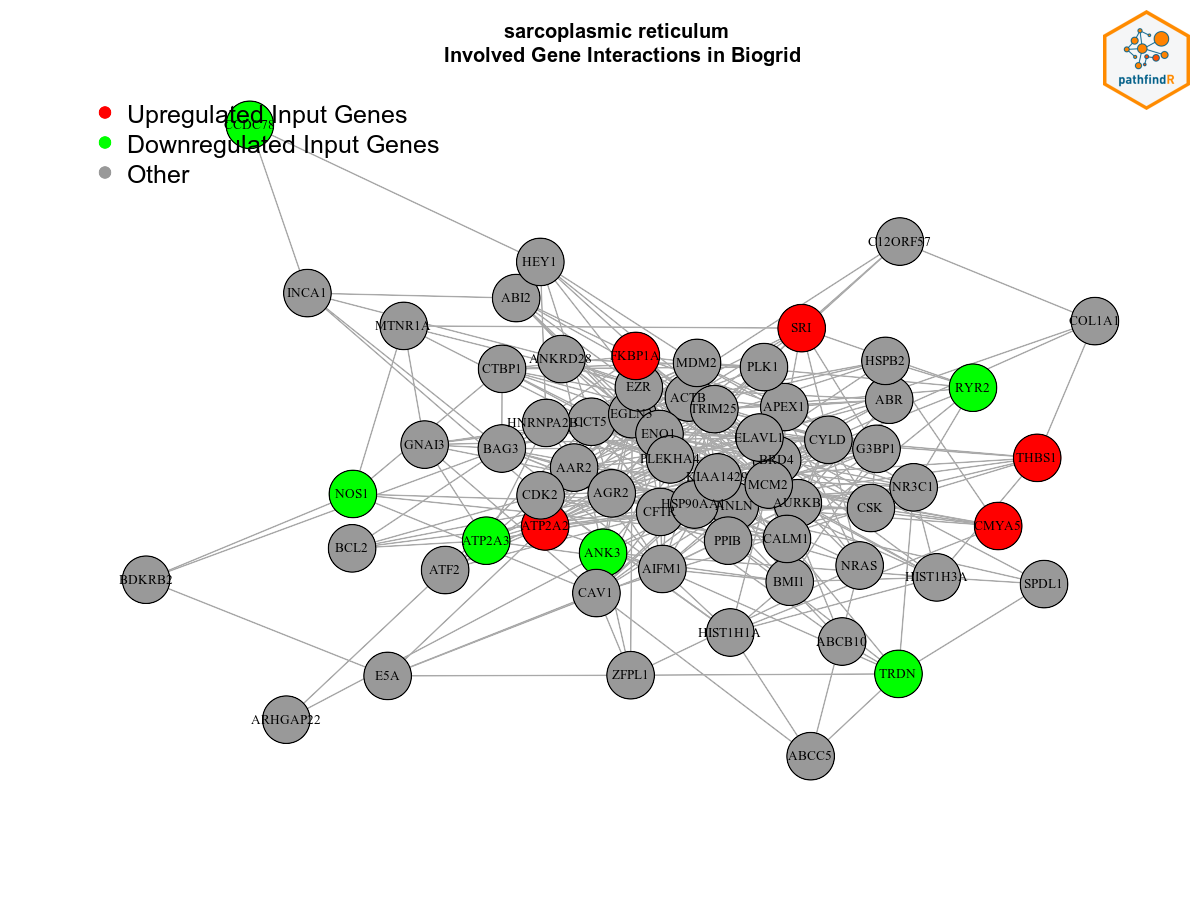 sarcoplasmic reticulum
Involved Gene Interactions in Biogrid
pathfindR
Upregulated Input Genes
CCDC78
Downregulated Input Genes
Other
C12ORF57
HEY1
INCA1
ABI2
COL1A1
MTNR1A
SRI
FKBP1A
ANKRD28
HSPB2
MDM2
PLK1
CTBP1
EZR
RYR2
ACTB
ABR
TRIM25
APEX1
EGLN3
HNRNPA2B1
CCT5
ENO1
ELAVL1
CYLD
GNAI3
BAG3
G3BP1
THBS1
PLEKHA4
BRD4
AAR2
KIAA1429
MCM2
NR3C1
NOS1
AGR2
CDK2
HSP90AA1
ANLN
AURKB
CSK
CFTR
ATP2A2
CMYA5
ATP2A3
PPIB
CALM1
BCL2
ANK3
NRAS
ATF2
AIFM1
HIST1H3A
BDKRB2
BMI1
SPDL1
CAV1
HIST1H1A
ABCB10
E5A
ZFPL1
TRDN
ARHGAP22
ABCC5